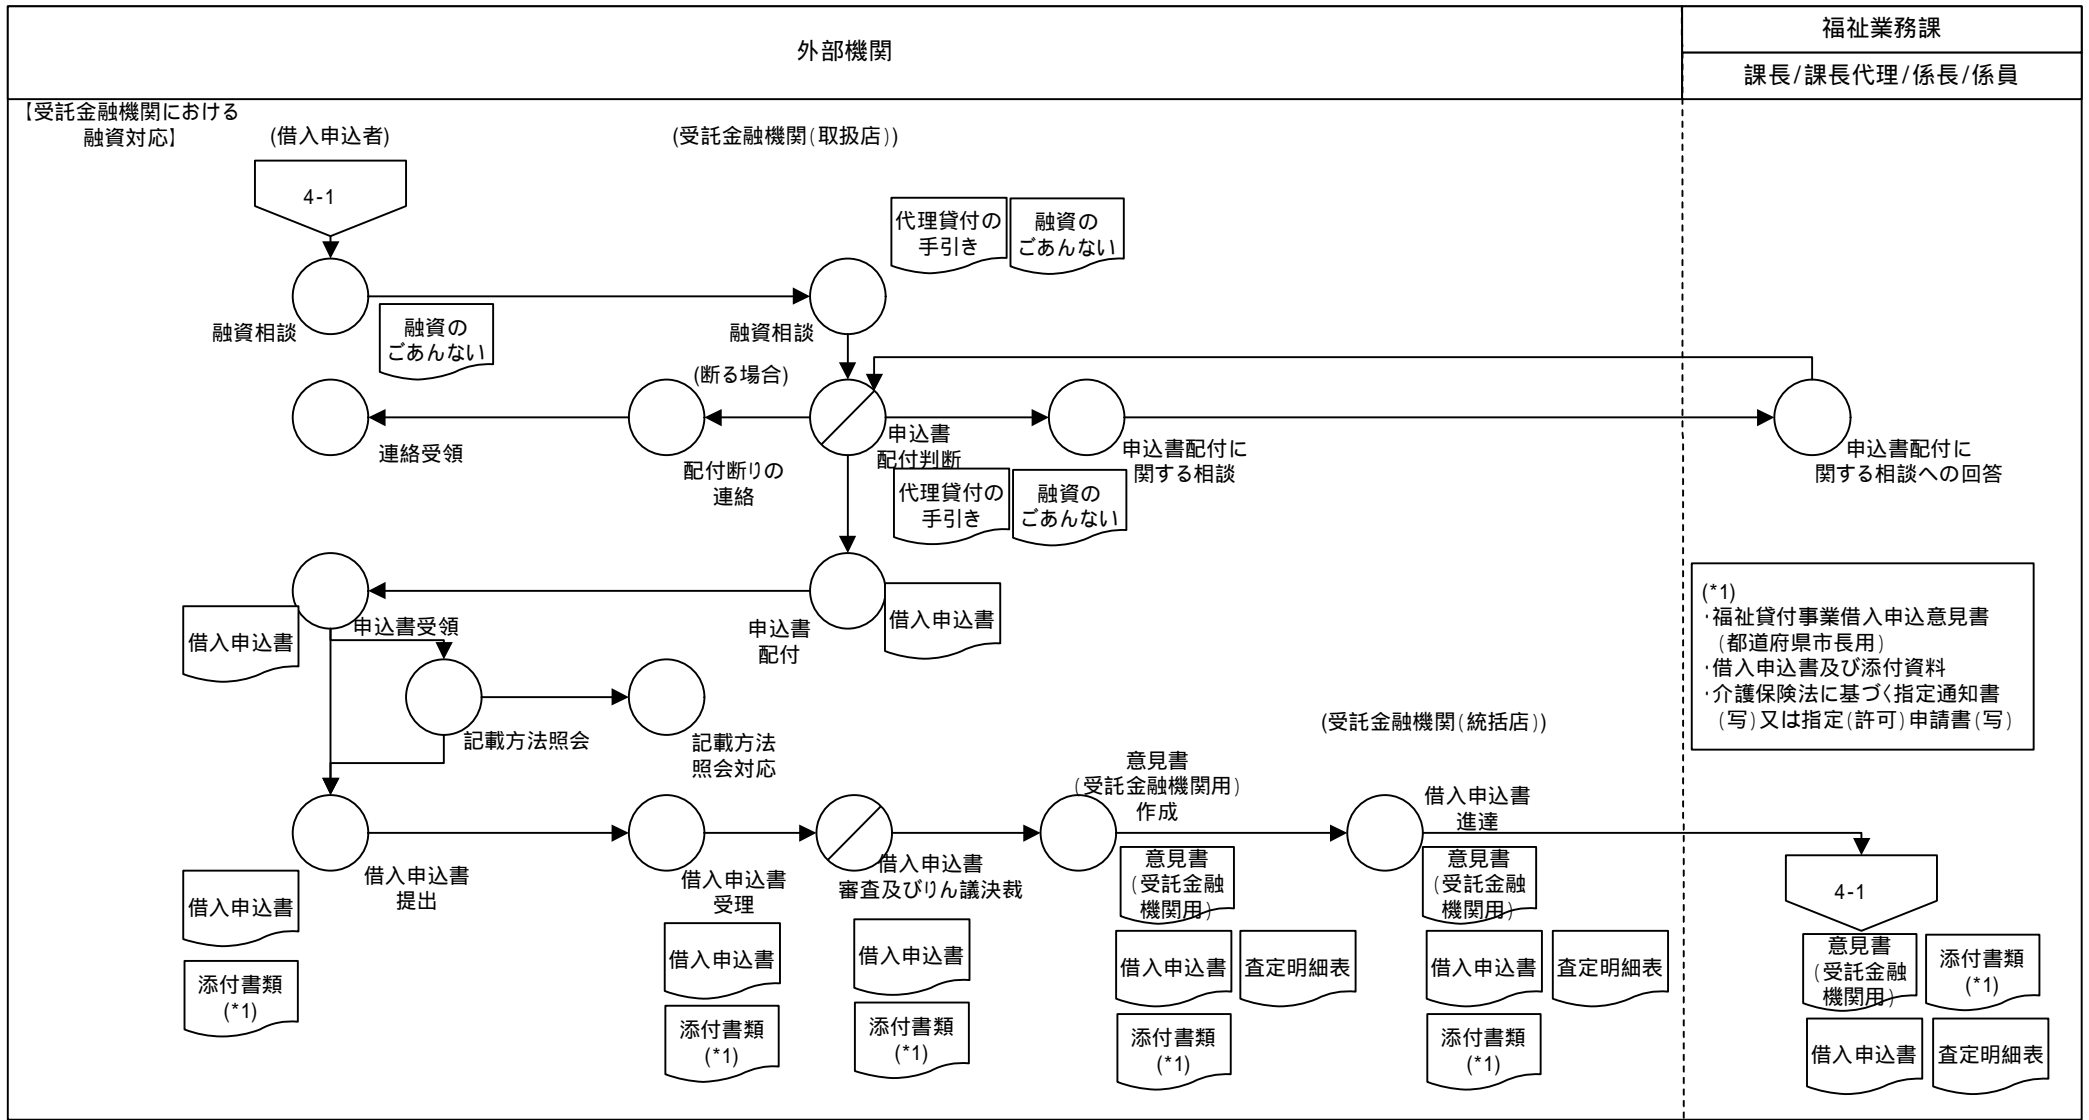 外部機関
福祉業務課
課長/課長代理/係長/係員
【受託金融機関における
融資対応】
(借入申込者)
(受託金融機関(取扱店))
4-1
代理貸付の
手引き
融資の
ごあんない
融資相談
融資の
ごあんない
融資相談
(断る場合)
連絡受領
配付断りの
連絡
申込書
配付判断
申込書配付に
関する相談
申込書配付に
関する相談への回答
代理貸付の
手引き
融資の
ごあんない
借入申込書
申込書受領
申込書
配付
借入申込書
(*1)
・福祉貸付事業借入申込意見書
(都道府県市長用)
・借入申込書及び添付資料
・介護保険法に基づく指定通知書
(写)又は指定(許可)申請書(写)
記載方法照会
記載方法
照会対応
(受託金融機関(統括店))
意見書
(受託金融機関用)
作成
借入申込書
進達
借入申込書
提出
借入申込書
受理
借入申込書
審査及びりん議決裁
意見書
(受託金融
機関用)
意見書
(受託金融
機関用)
4-1
借入申込書
添付書類
(*1)
借入申込書
添付書類
(*1)
借入申込書
添付書類
(*1)
借入申込書
査定明細表
添付書類
(*1)
借入申込書
査定明細表
添付書類
(*1)
意見書
(受託金融
機関用)
添付書類
(*1)
借入申込書
査定明細表